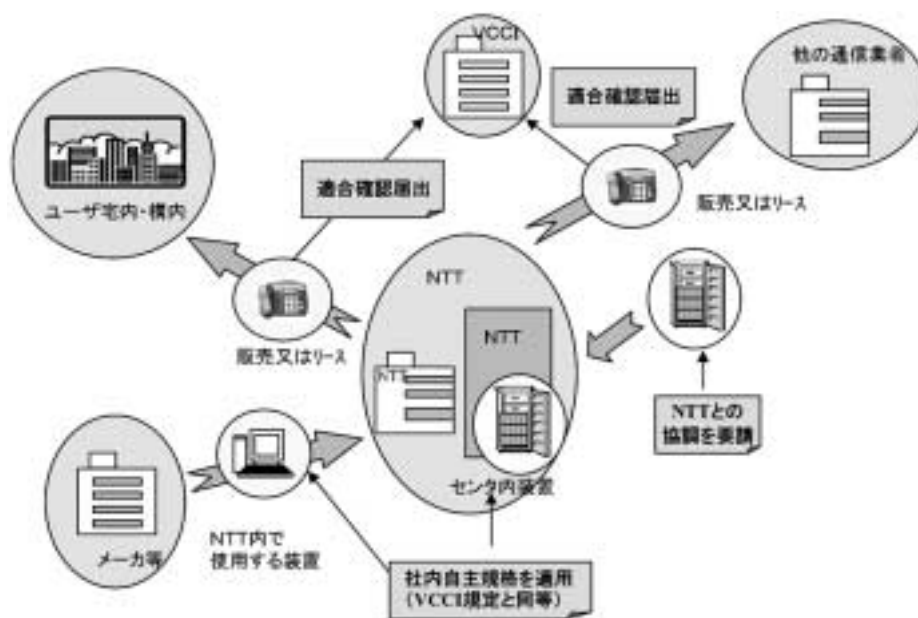 VCCI
他の通信業者
適合確認届出
適合確認届出
ユーザ宅内・構内
販売又はリース
NTT
NTT
販売又はリース
NTT
NTTとの
協調を要請
センタ内装置
メーカ等
NTT内で
使用する装置
社内自主規格を適用
(VCCI規定と同等)